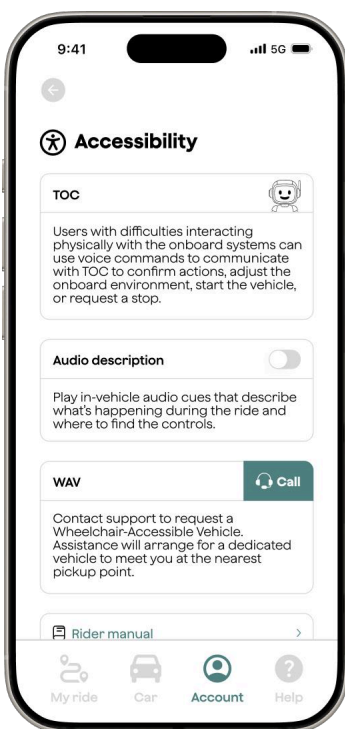 9:41
5G
Accessibility
TOC
Users with difficulties interacting
physically with the onboard systems can
use voice commands to communicate
with TOC to confirm actions, adjust the
onboard environment, start the vehicle,
or request a stop.
Audio description
Play in-vehicle audio cues that describe
what's happening during the ride and
where to find the controls.
WAV
Call
Contact support to request a
Wheelchair-Accessible Vehicle.
Assistance will arrange for a dedicated
vehicle to meet you at the nearest
pickup point.
Rider manual
My ride Car Account Help